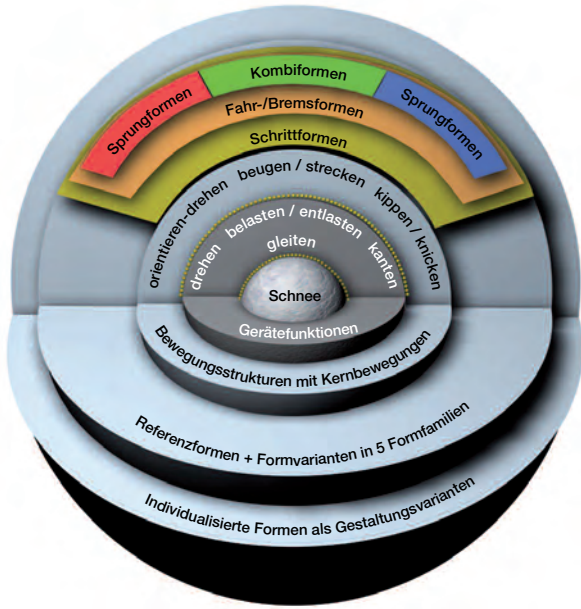 Kombiformen
Sprungformen
Sprungformen
Fahr-/Bremsformen
Schrittformen
orientieren-drehen beugen / strecken kippen / knicken
drehen belasten / entlasten kanten
gleiten
Schnee
Gerätefunktionen
Bewegungsstrukturen mit Kernbewegungen
Referenzformen + Formvarianten in 5 Formfamilien
Individualisierte Formen als Gestaltungsvarianten